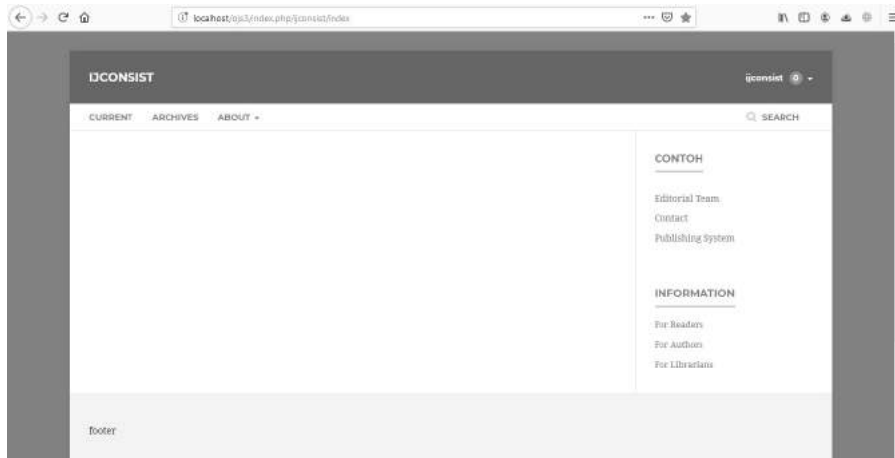 localhost/ojs3/index.php/ijconsist/index
IJCONSIST
ijconsist 0
CURRENT ARCHIVES ABOUT
SEARCH
CONTOH
Editorial Team
Contact
Publishing System
INFORMATION
For Readers
For Authors
For Librarians
footer